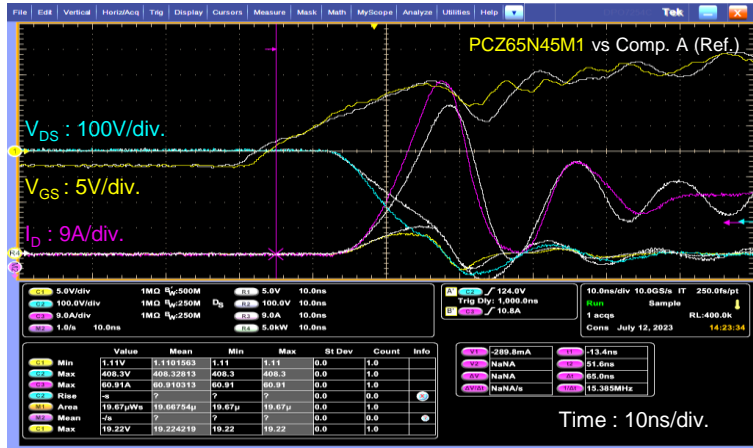 File Edit Vertical Horiz/Acq Trig Display Cursors Measure Mask Math MyScope Analyze Utilities Help Tek
PCZ65N45M1 vs Comp. A (Ref.)
VDS : 100V/div.
VGS : 5V/div.
ID : 9A/div.
C1 5.0V/div 1MΩ BW:500M R1 5.0V 10.0ns
C2 100.0V/div 1MΩ BW:250M DS R2 100.0V 10.0ns
C3 9.0A/div 1MΩ BW:250M R3 9.0A 10.0ns
M2 1.0/s 10.0ns R4 5.0kW 10.0ns
A' C2 124.0V
Trig Dly: 1,000.0ns
B' C3 10.8A
10.0ns/div 10.0GS/s IT 250.0fs/pt
Run Sample
1 acqs RL:400.0k
Cons July 12, 2023 14:23:34
Value Mean Min Max St Dev Count Info
C1 Min 1.11V 1.1101563 1.11 1.11 0.0 1.0
C2 Max 408.3V 408.32813 408.3 408.3 0.0 1.0
C3 Max 60.91A 60.910313 60.91 60.91 0.0 1.0
C2 Rise -s ? ? ? 0.0 0.0
M1 Area 19.67µWs 19.66754µ 19.67µ 19.67µ 0.0 1.0
M2 Mean -/s ? ? ? 0.0 0.0
C1 Max 19.22V 19.224219 19.22 19.22 0.0 1.0
V1 -289.8mA t1 -13.4ns
V2 NaNA t2 51.6ns
ΔV NaNA Δt 65.0ns
ΔV/Δt NaNA/s 1/Δt 15.385MHz
Time : 10ns/div.